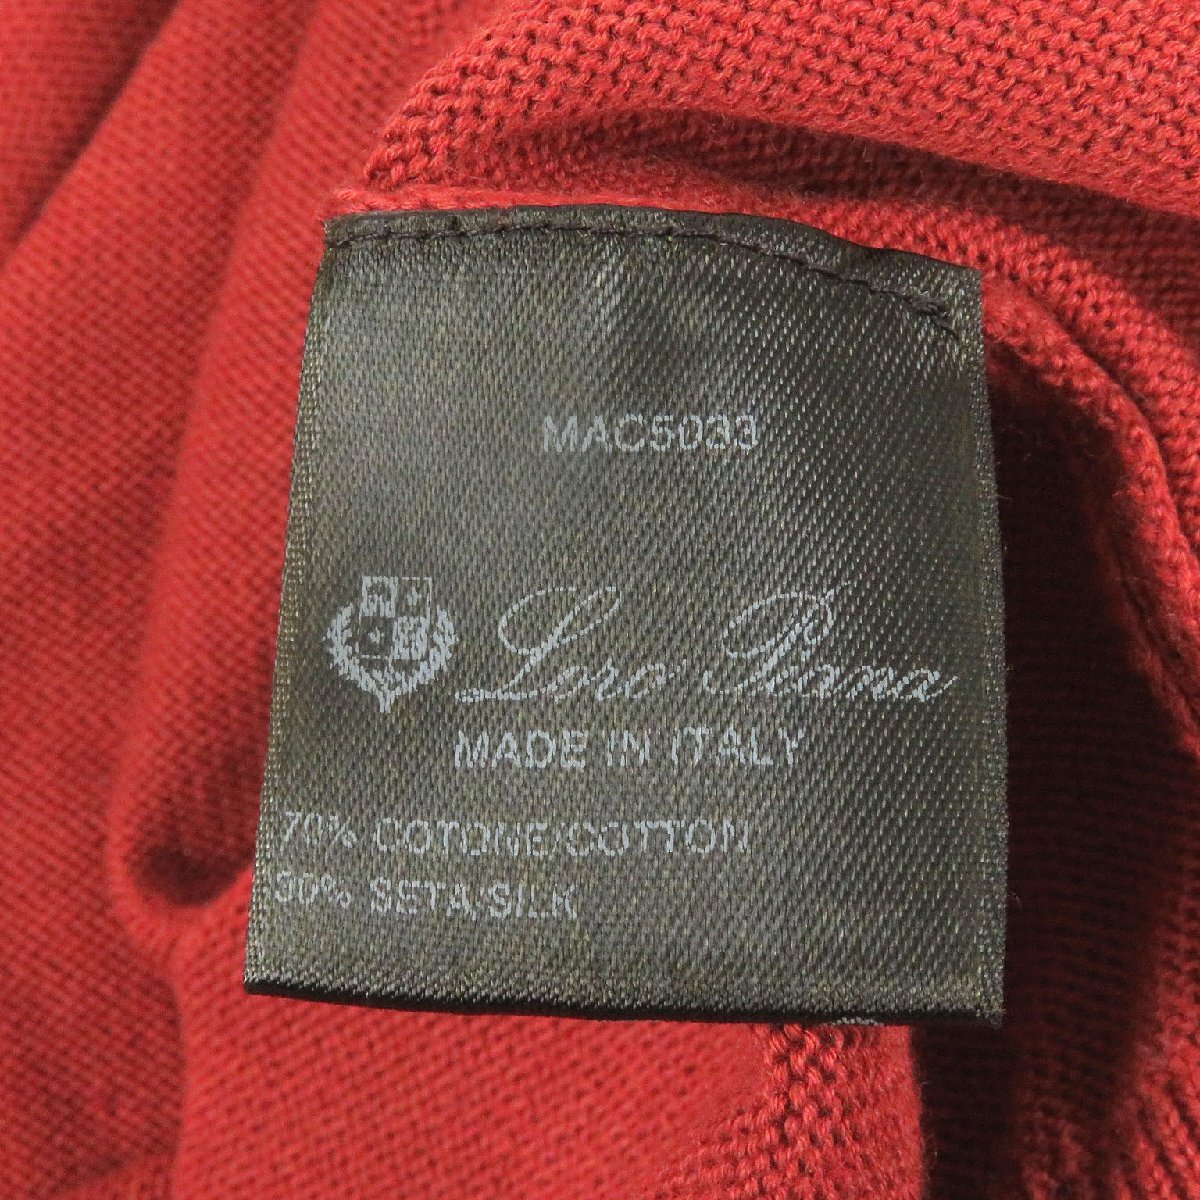 MAC5033
Loro Piana
MADE IN ITALY
70% COTONE/COTTON
30% SETA/SILK